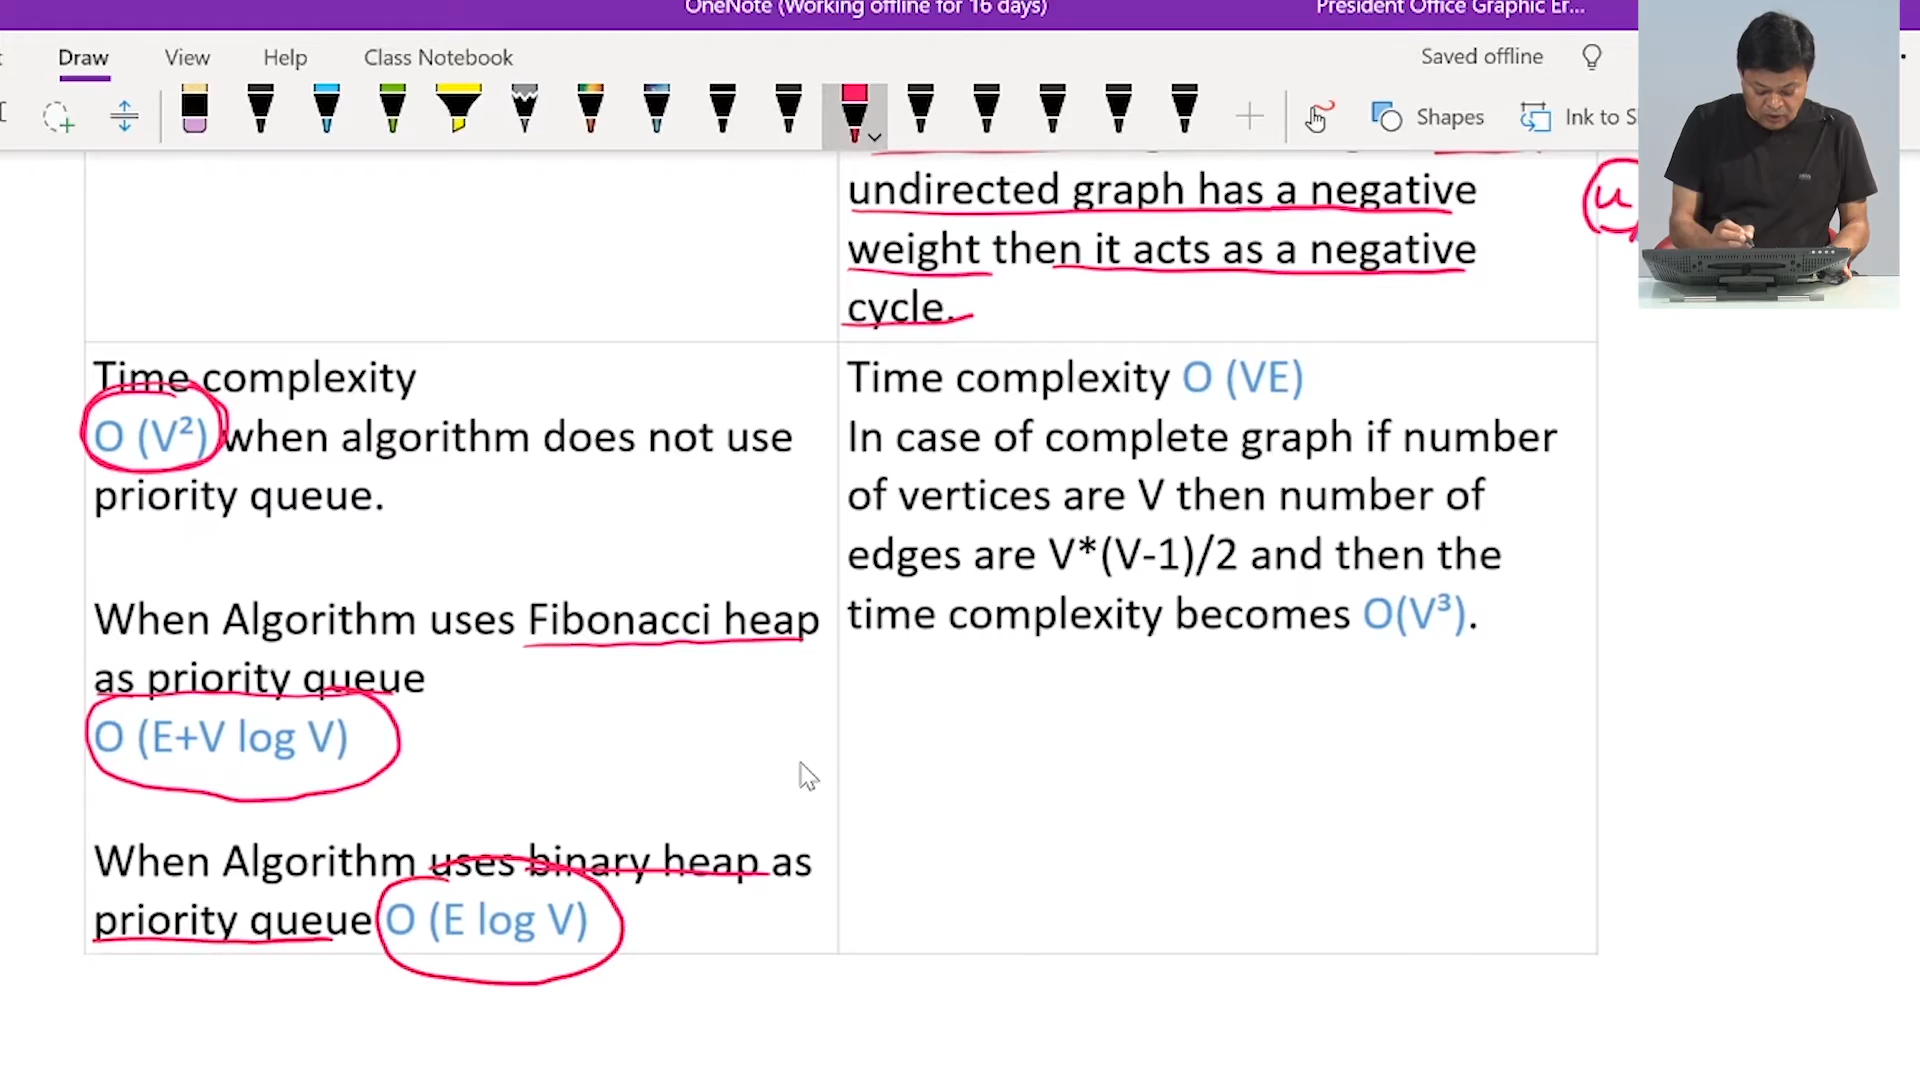 OneNote (Working offline for 16 days)
President Office Graphic Er...
Draw
View
Help
Class Notebook
Saved offline
Shapes
Ink to S
undirected graph has a negative
weight then it acts as a negative
cycle.
u
Time complexity
O (V²) when algorithm does not use
priority queue.
When Algorithm uses Fibonacci heap
as priority queue
O (E+V log V)
When Algorithm uses binary heap as
priority queue O (E log V)
Time complexity O (VE)
In case of complete graph if number
of vertices are V then number of
edges are V*(V-1)/2 and then the
time complexity becomes O(V³).